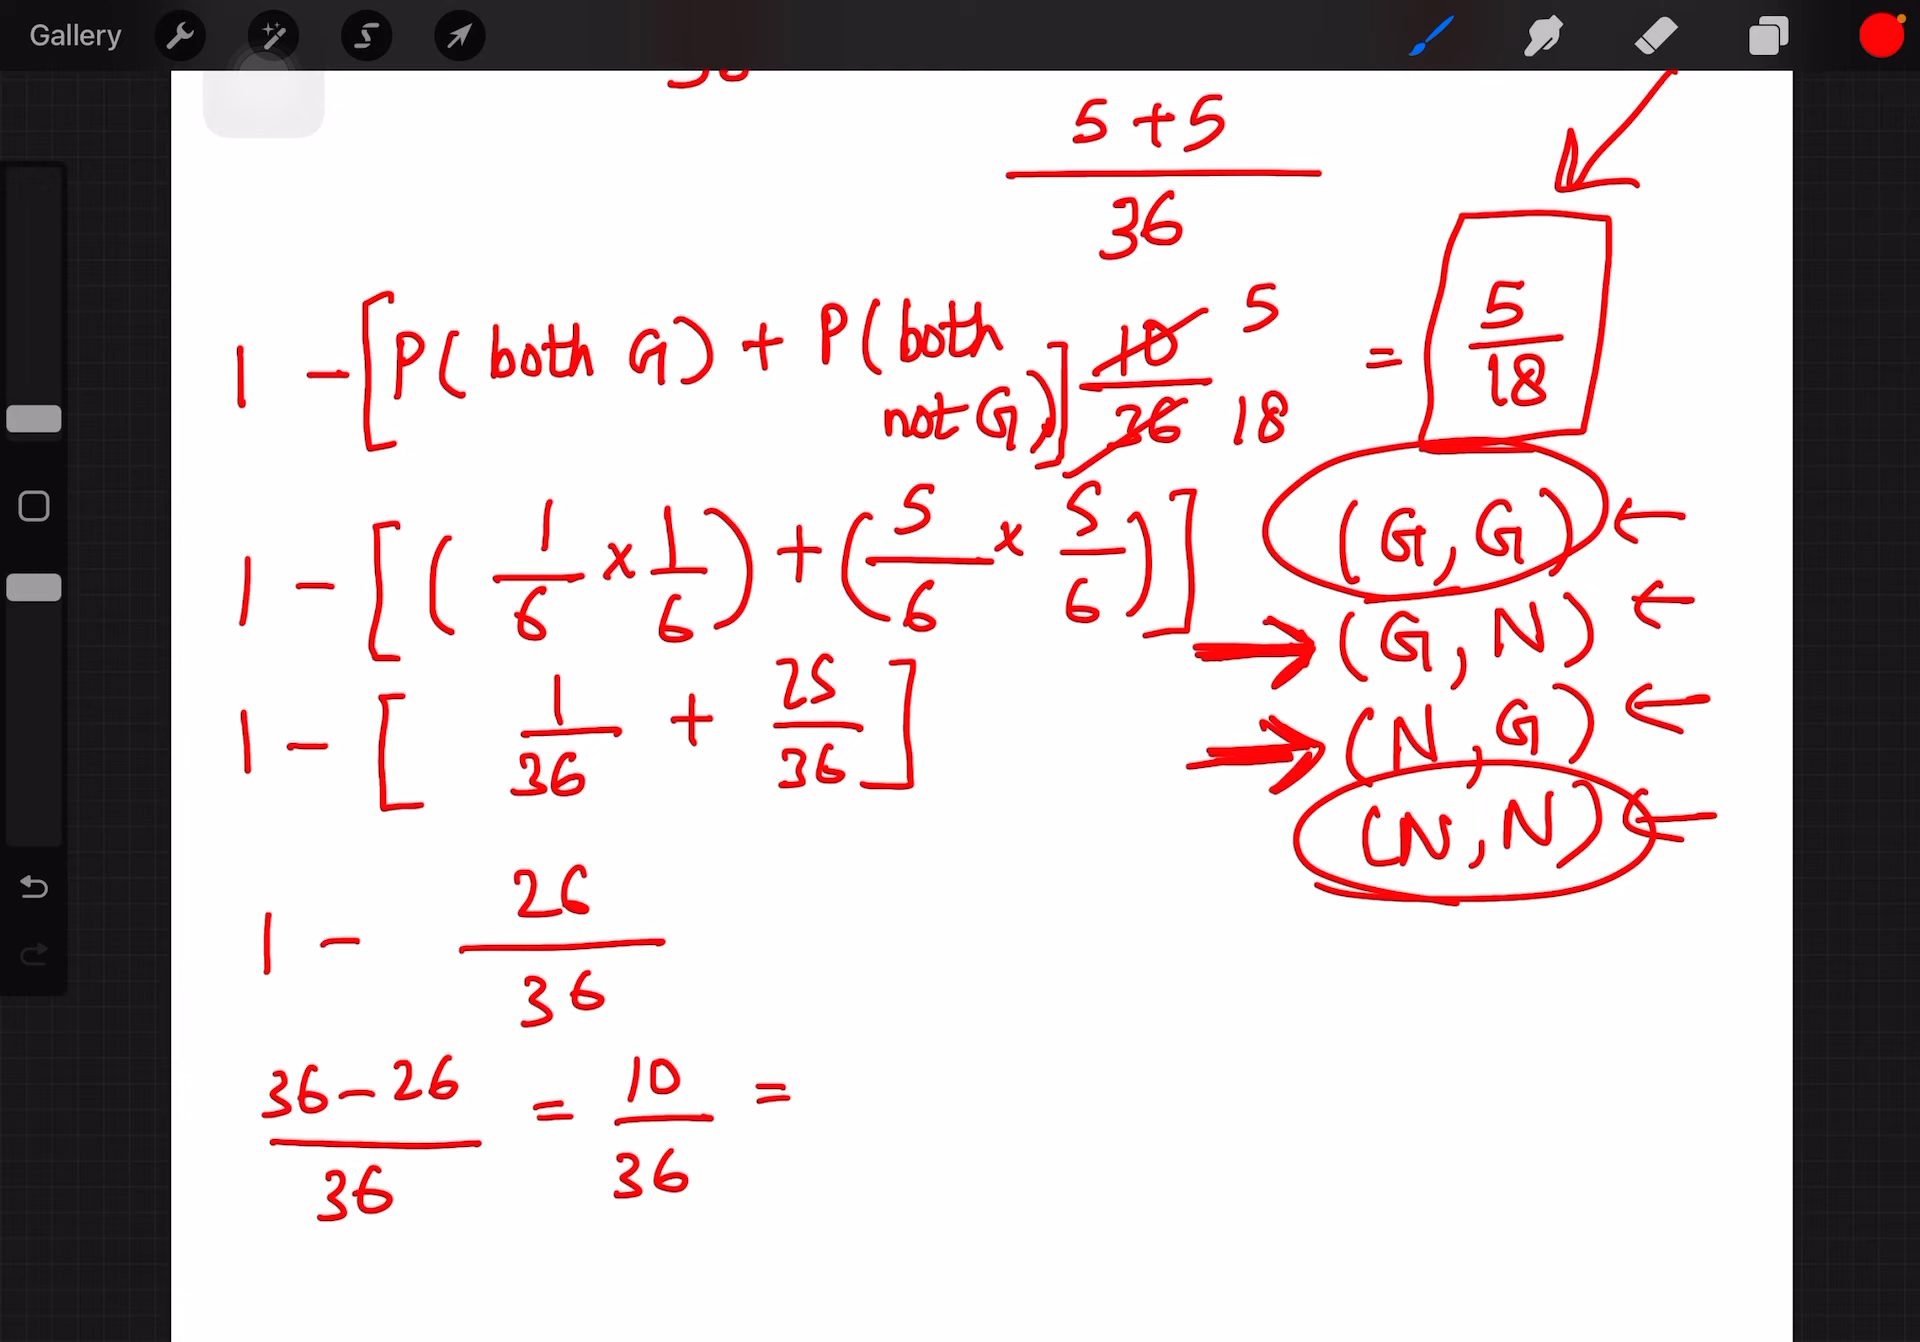 Gallery
5 + 5
36
1 - [P( both G) + P( both not G)]
10 5
36 18
= 5
18
1 - [( 1/6 x 1/6 ) + ( 5/6 x 5/6 )]
(G, G) ←
→ (G, N) ←
1 - [ 1/36 + 25/36 ]
→ (N, G) ←
(N, N) ←
1 - 26/36
36 - 26
36
= 10/36 =